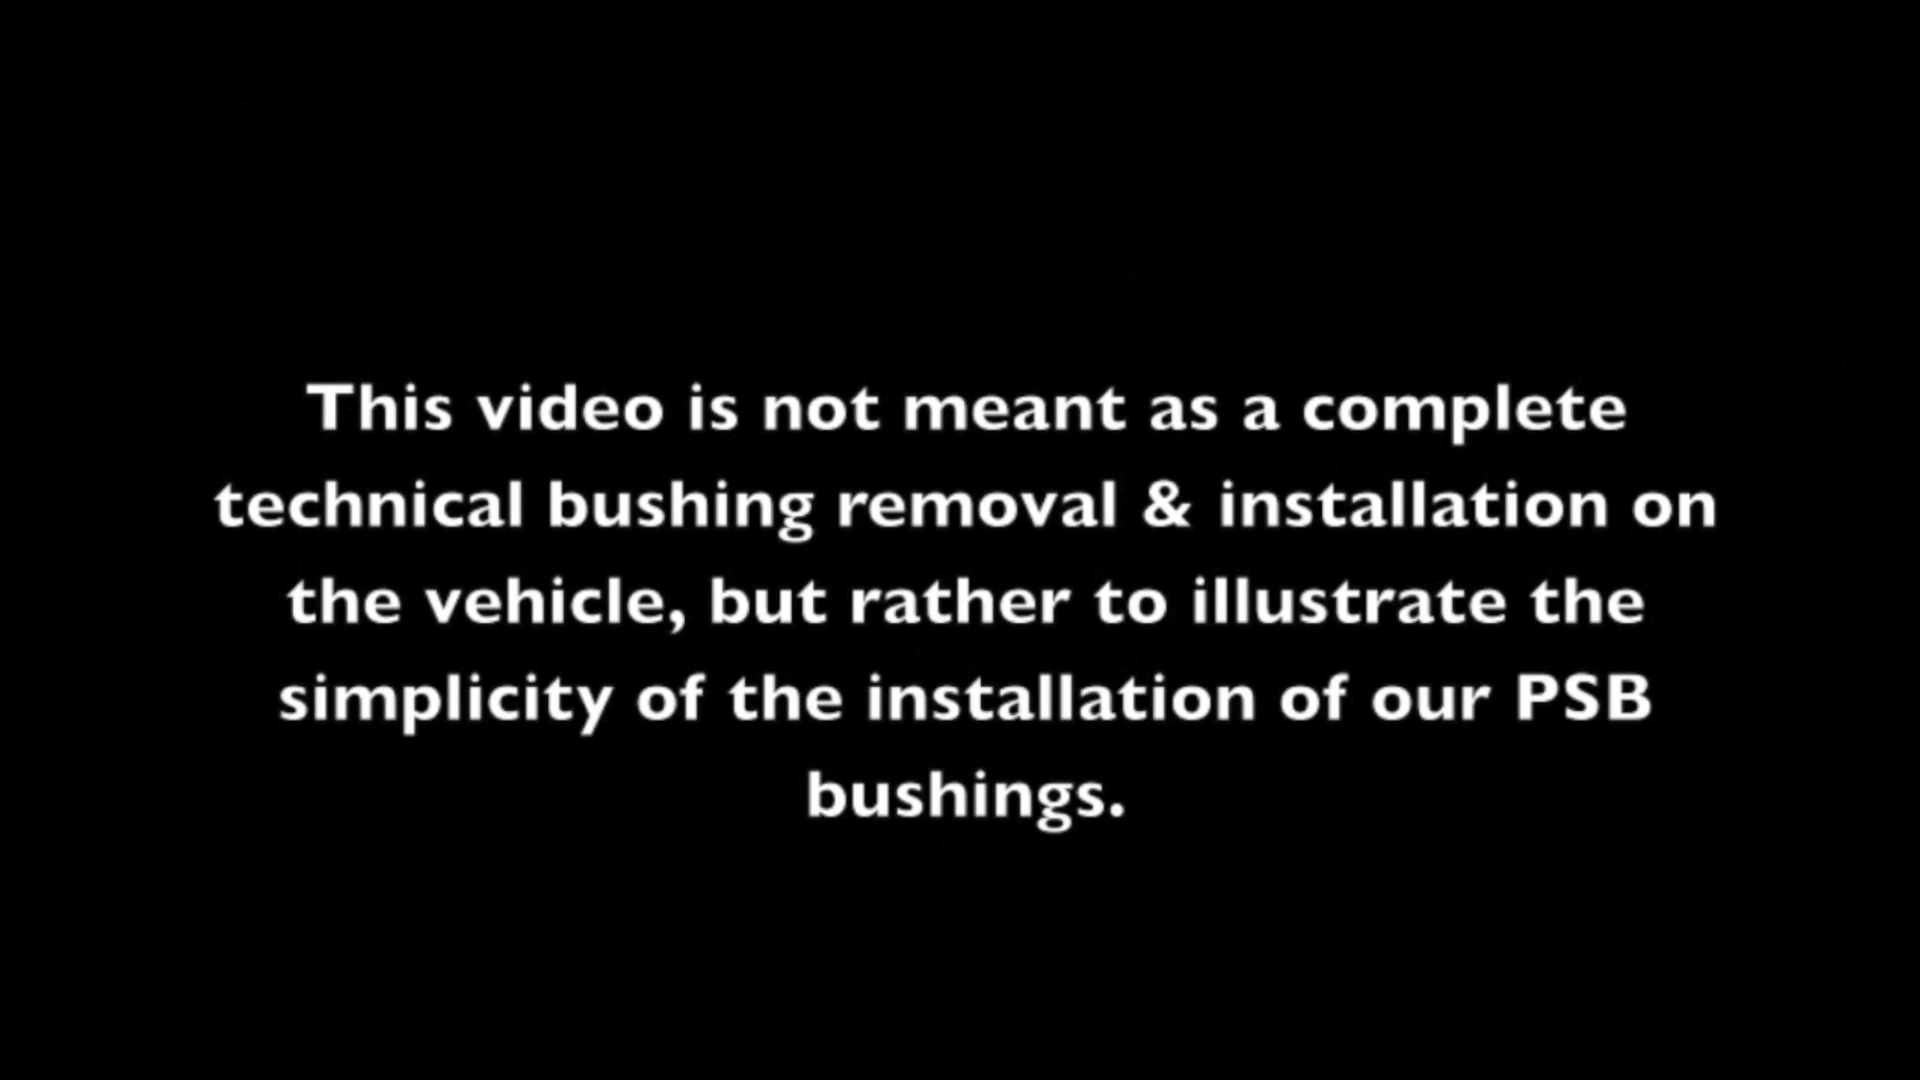 This video is not meant as a complete
technical bushing removal & installation on
the vehicle, but rather to illustrate the
simplicity of the installation of our PSB
bushings.